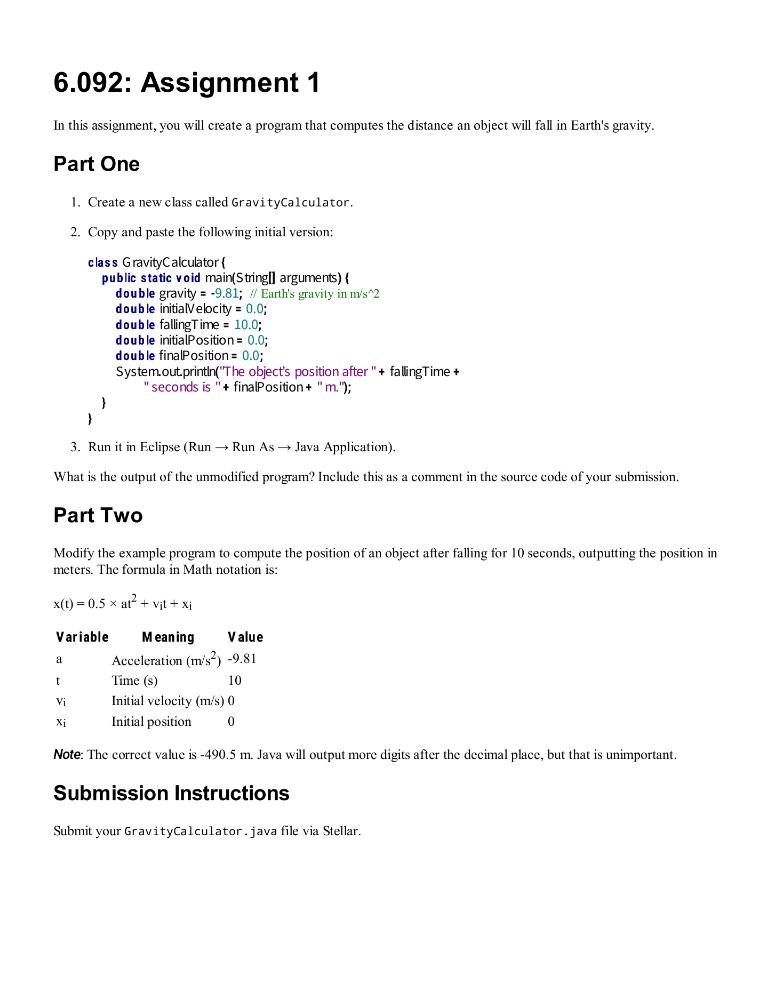 6.092: Assignment 1
In this assignment, you will create a program that computes the distance an object will fall in Earth's gravity.
Part One
1. Create a new class called GravityCalculator.
2. Copy and paste the following initial version:
class GravityCalculator {
public static void main(String[] arguments) {
double gravity = -9.81; // Earth's gravity in m/s^2
double initialVelocity = 0.0;
double fallingTime = 10.0;
double initialPosition = 0.0;
double finalPosition = 0.0;
System.out.println("The object's position after " + fallingTime +
" seconds is " + finalPosition + " m.");
}
}
3. Run it in Eclipse (Run → Run As → Java Application).
What is the output of the unmodified program? Include this as a comment in the source code of your submission.
Part Two
Modify the example program to compute the position of an object after falling for 10 seconds, outputting the position in
meters. The formula in Math notation is:
x(t) = 0.5 × at² + vᵢt + xᵢ
Variable Meaning Value
a Acceleration (m/s²) -9.81
t Time (s) 10
vᵢ Initial velocity (m/s) 0
xᵢ Initial position 0
Note: The correct value is -490.5 m. Java will output more digits after the decimal place, but that is unimportant.
Submission Instructions
Submit your GravityCalculator.java file via Stellar.